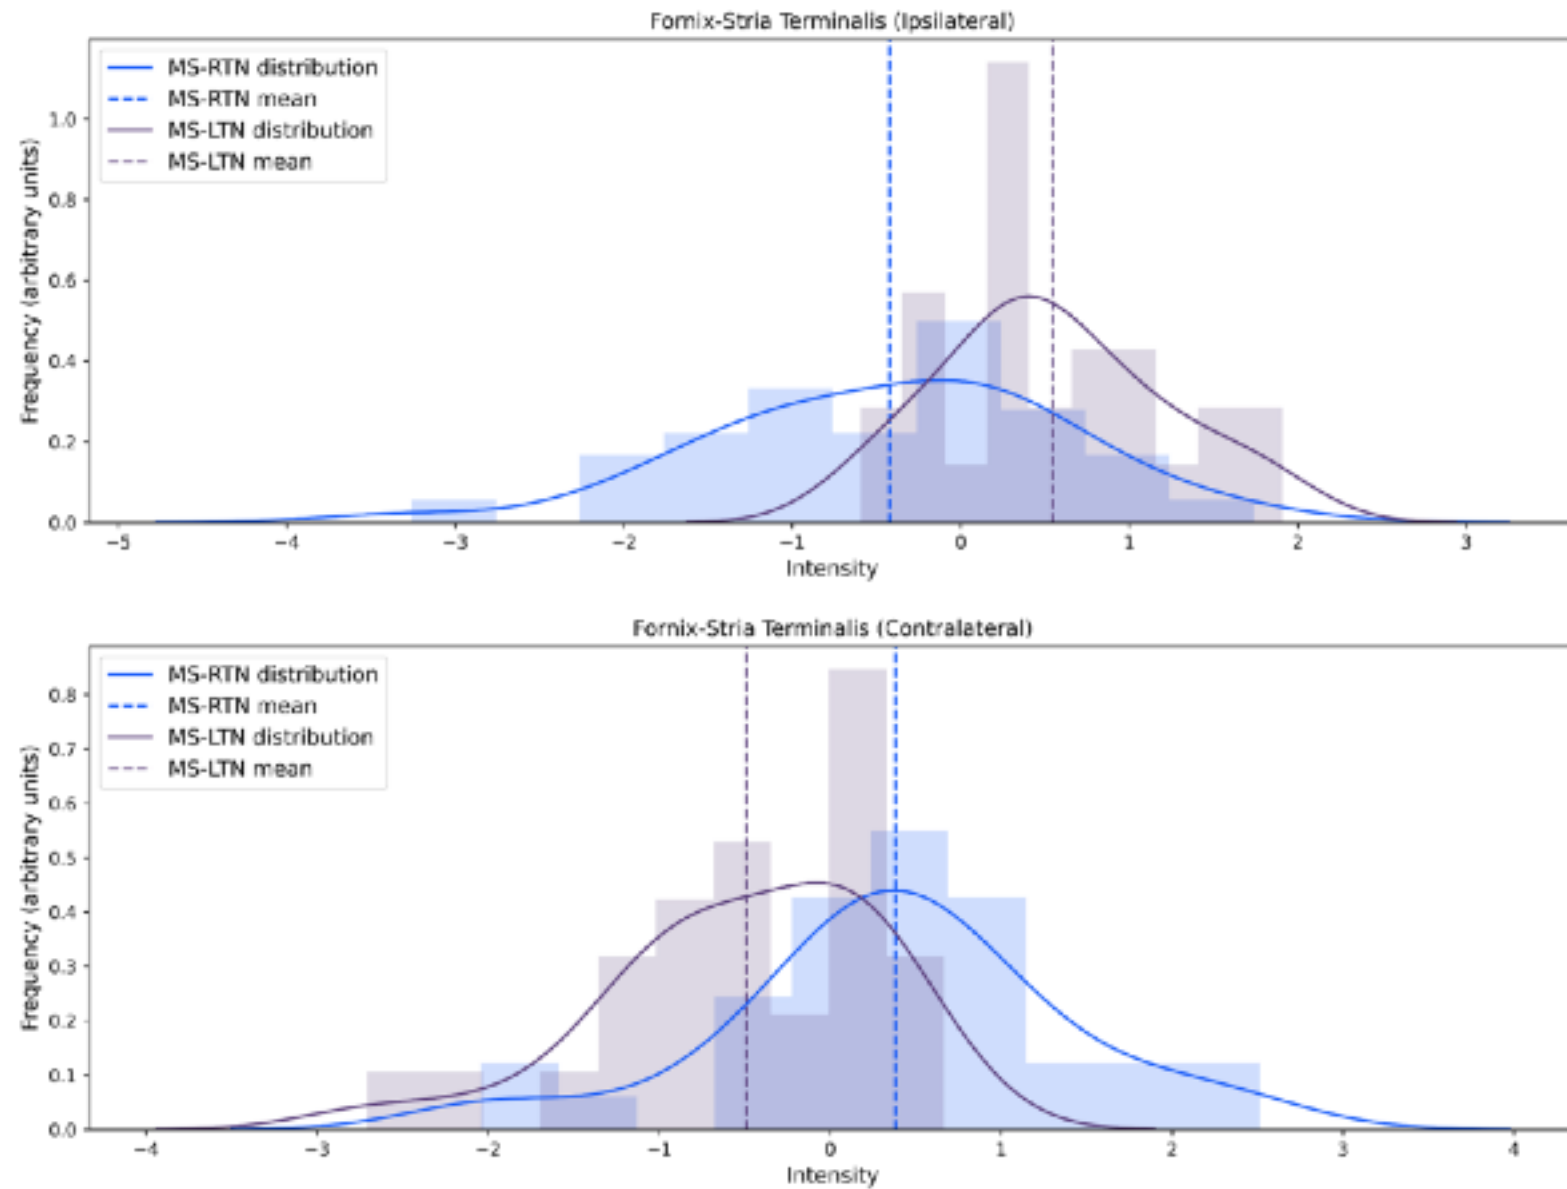 Fornix-Stria Terminalis (Ipsilateral)
MS-RTN distribution
MS-RTN mean
MS-LTN distribution
MS-LTN mean
Frequency (arbitrary units)
1.0
0.8
0.6
0.4
0.2
0.0
−5 −4 −3 −2 −1 0 1 2 3
Intensity
Fornix-Stria Terminalis (Contralateral)
MS-RTN distribution
MS-RTN mean
MS-LTN distribution
MS-LTN mean
Frequency (arbitrary units)
0.8
0.7
0.6
0.5
0.4
0.3
0.2
0.1
0.0
−4 −3 −2 −1 0 1 2 3 4
Intensity